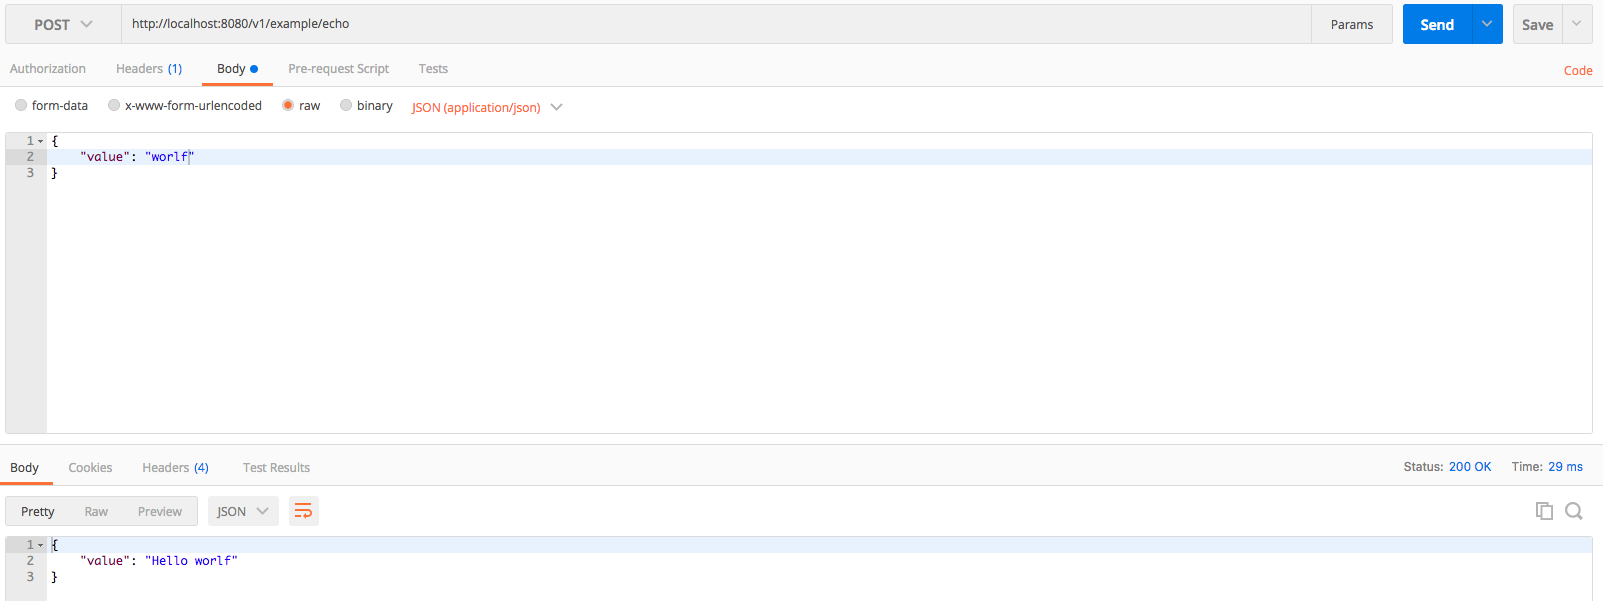 POST http://localhost:8080/v1/example/echo Params Send Save
Authorization Headers (1) Body Pre-request Script Tests Code
form-data x-www-form-urlencoded raw binary JSON (application/json)
1 {
2 "value": "worlf"
3 }
Body Cookies Headers (4) Test Results Status: 200 OK Time: 29 ms
Pretty Raw Preview JSON
1 {
2 "value": "Hello worlf"
3 }